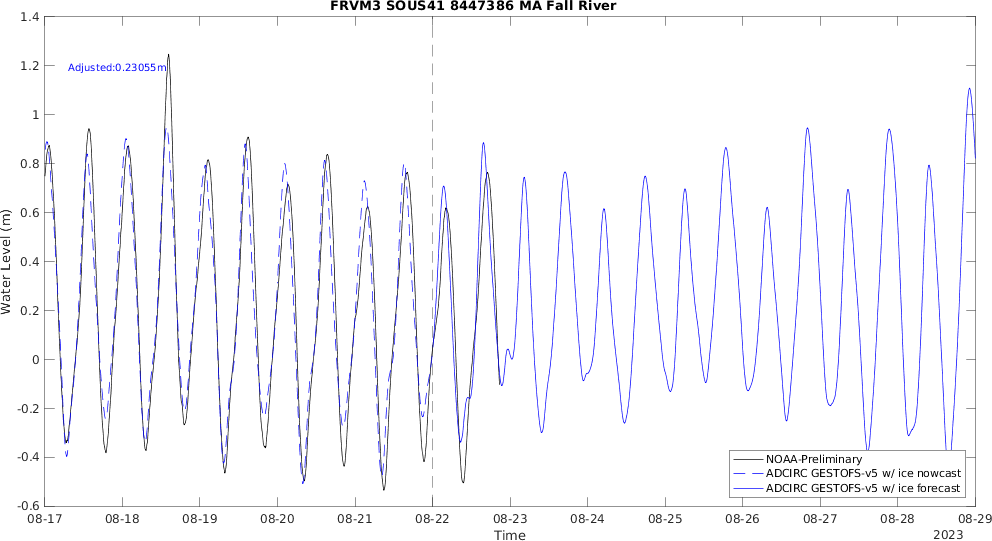 FRVM3 SOUS41 8447386 MA Fall River
Adjusted:0.23055m
Water Level (m)
1.4
1.2
1
0.8
0.6
0.4
0.2
0
-0.2
-0.4
-0.6
NOAA-Preliminary
ADCIRC GESTOFS-v5 w/ ice nowcast
ADCIRC GESTOFS-v5 w/ ice forecast
08-17 08-18 08-19 08-20 08-21 08-22 08-23 08-24 08-25 08-26 08-27 08-28 08-29
Time
2023